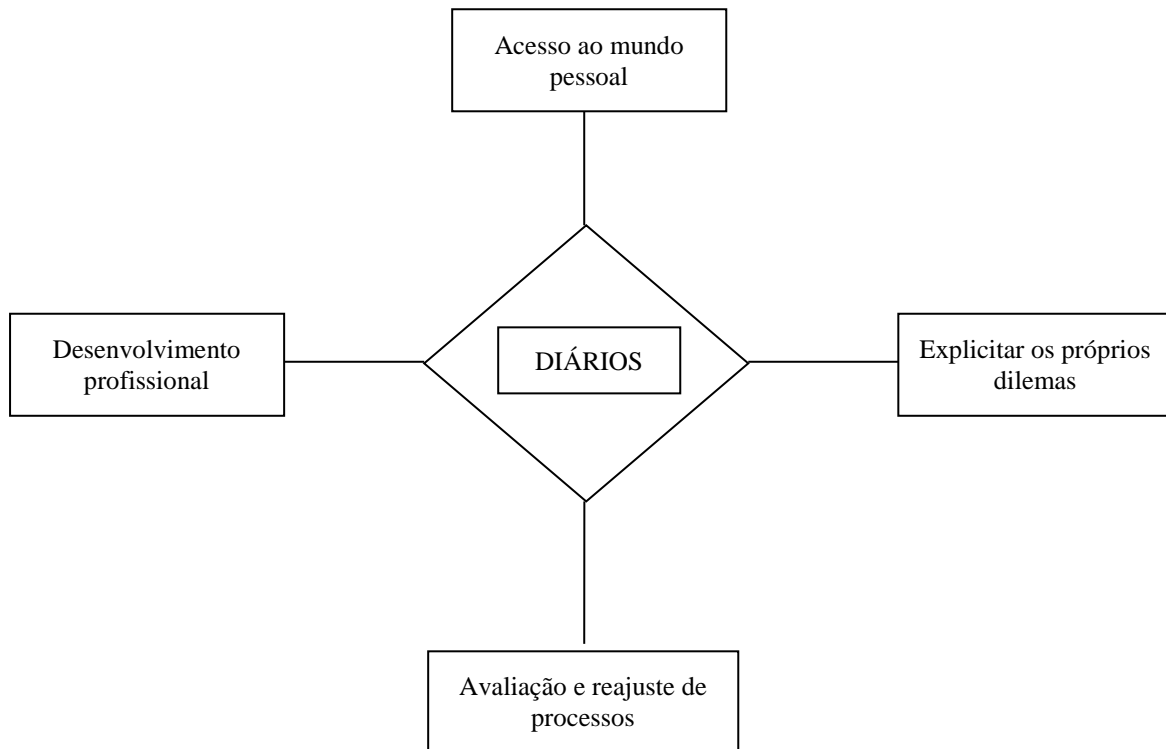 Acesso ao mundo
pessoal
Desenvolvimento
profissional
DIÁRIOS
Explicitar os próprios
dilemas
Avaliação e reajuste de
processos